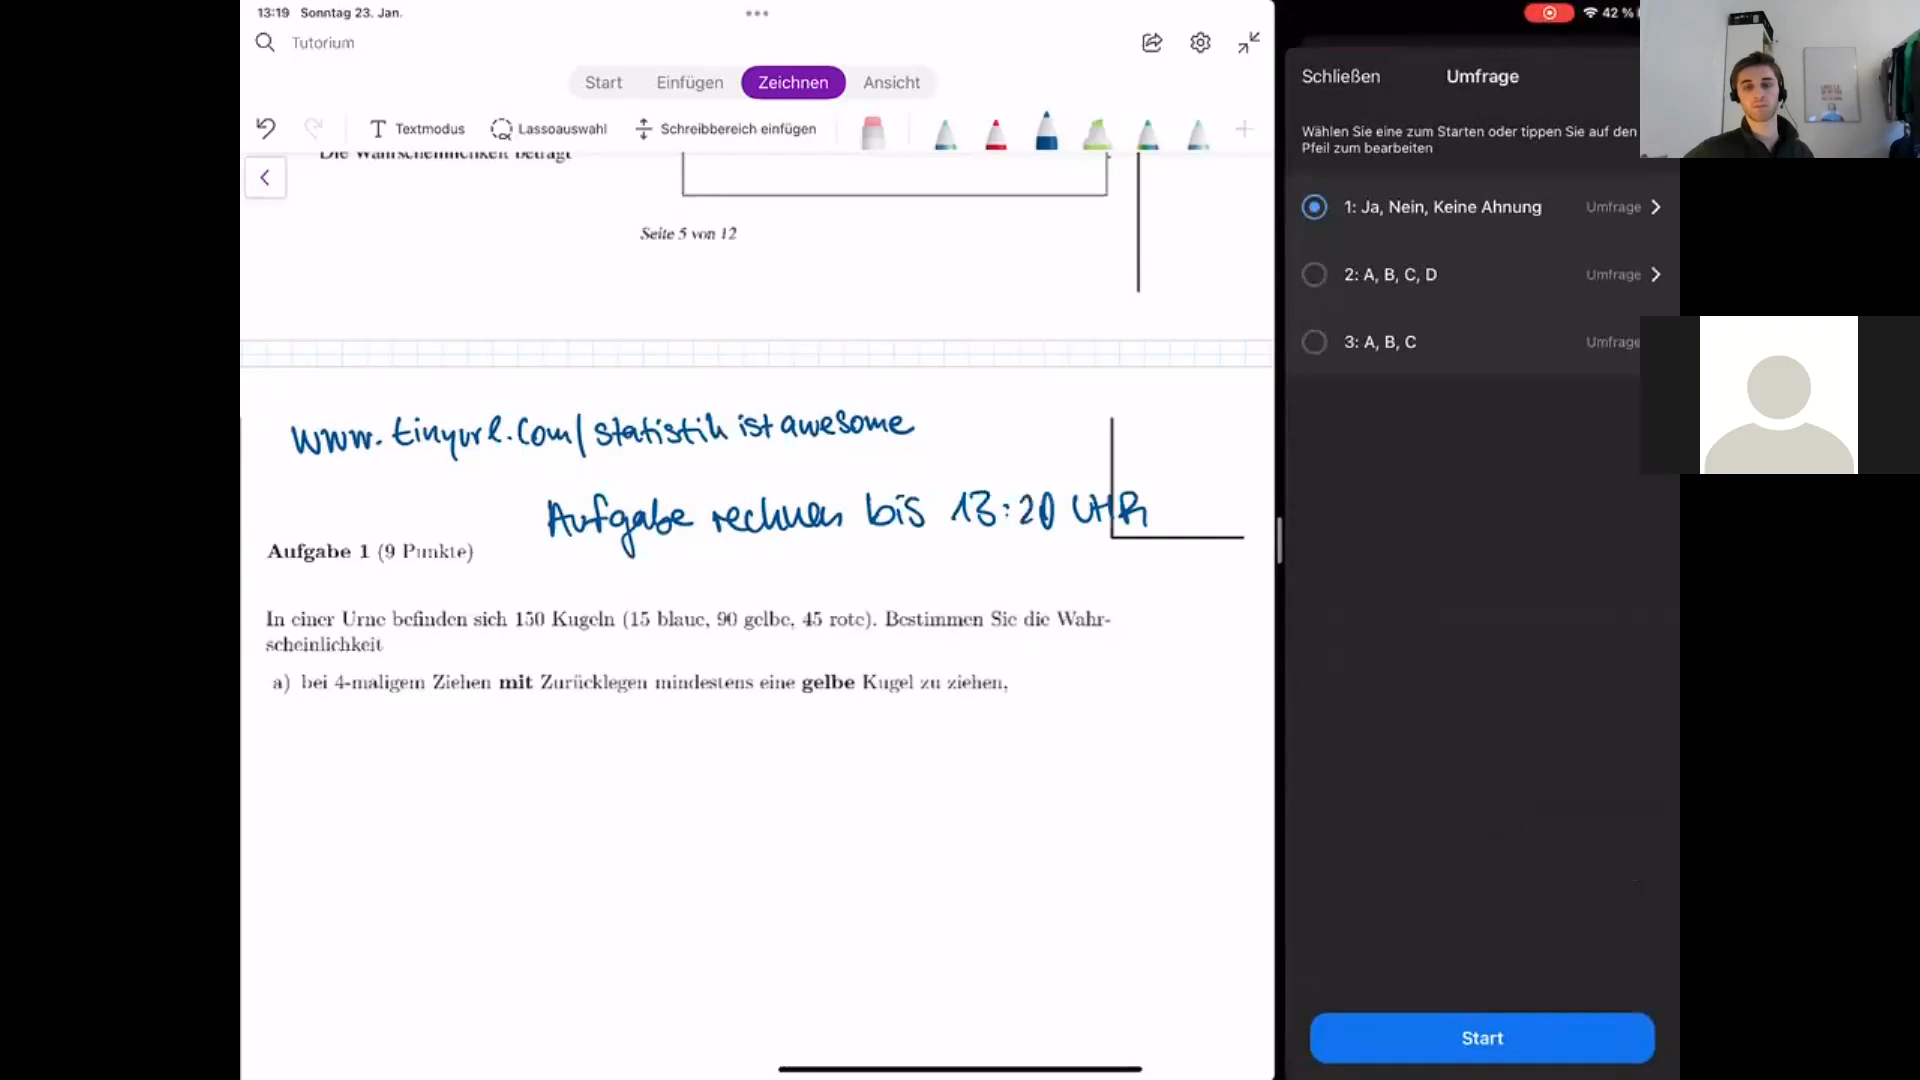 13:19 Sonntag 23. Jan.
Tutorium
Start Einfügen Zeichnen Ansicht
Textmodus Lassoauswahl Schreibbereich einfügen
Die Wahrscheinlichkeit beträgt
Seite 5 von 12
www.tinyurl.com/statistik ist awesome
Aufgabe rechnen bis 13:20 UHR
Aufgabe 1 (9 Punkte)
In einer Urne befinden sich 150 Kugeln (15 blaue, 90 gelbe, 45 rote). Bestimmen Sie die Wahr-
scheinlichkeit
a) bei 4-maligem Ziehen mit Zurücklegen mindestens eine gelbe Kugel zu ziehen,
42 %
Schließen Umfrage
Wählen Sie eine zum Starten oder tippen Sie auf den
Pfeil zum bearbeiten
1: Ja, Nein, Keine Ahnung Umfrage
2: A, B, C, D Umfrage
3: A, B, C Umfrage
Start